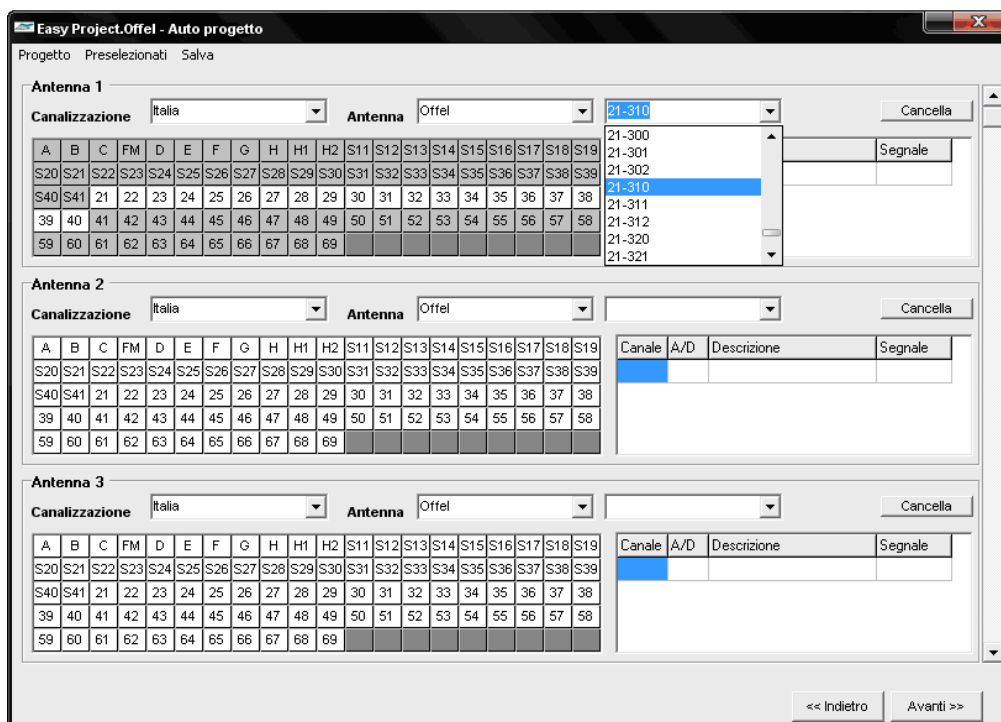 Easy Project.Offel - Auto progetto
Progetto Preselezionati Salva
Antenna 1
Canalizzazione Italia Antenna Offel 21-310 Cancella
A B C FM D E F G H H1 H2 S11 S12 S13 S14 S15 S16 S17 S18 S19
S20 S21 S22 S23 S24 S25 S26 S27 S28 S29 S30 S31 S32 S33 S34 S35 S36 S37 S38 S39
S40 S41 21 22 23 24 25 26 27 28 29 30 31 32 33 34 35 36 37 38
39 40 41 42 43 44 45 46 47 48 49 50 51 52 53 54 55 56 57 58
59 60 61 62 63 64 65 66 67 68 69
21-300
21-301
21-302
21-310
21-311
21-312
21-320
21-321
Segnale
Antenna 2
Canalizzazione Italia Antenna Offel Cancella
A B C FM D E F G H H1 H2 S11 S12 S13 S14 S15 S16 S17 S18 S19
S20 S21 S22 S23 S24 S25 S26 S27 S28 S29 S30 S31 S32 S33 S34 S35 S36 S37 S38 S39
S40 S41 21 22 23 24 25 26 27 28 29 30 31 32 33 34 35 36 37 38
39 40 41 42 43 44 45 46 47 48 49 50 51 52 53 54 55 56 57 58
59 60 61 62 63 64 65 66 67 68 69
Canale A/D Descrizione Segnale
Antenna 3
Canalizzazione Italia Antenna Offel Cancella
A B C FM D E F G H H1 H2 S11 S12 S13 S14 S15 S16 S17 S18 S19
S20 S21 S22 S23 S24 S25 S26 S27 S28 S29 S30 S31 S32 S33 S34 S35 S36 S37 S38 S39
S40 S41 21 22 23 24 25 26 27 28 29 30 31 32 33 34 35 36 37 38
39 40 41 42 43 44 45 46 47 48 49 50 51 52 53 54 55 56 57 58
59 60 61 62 63 64 65 66 67 68 69
Canale A/D Descrizione Segnale
<< Indietro Avanti >>